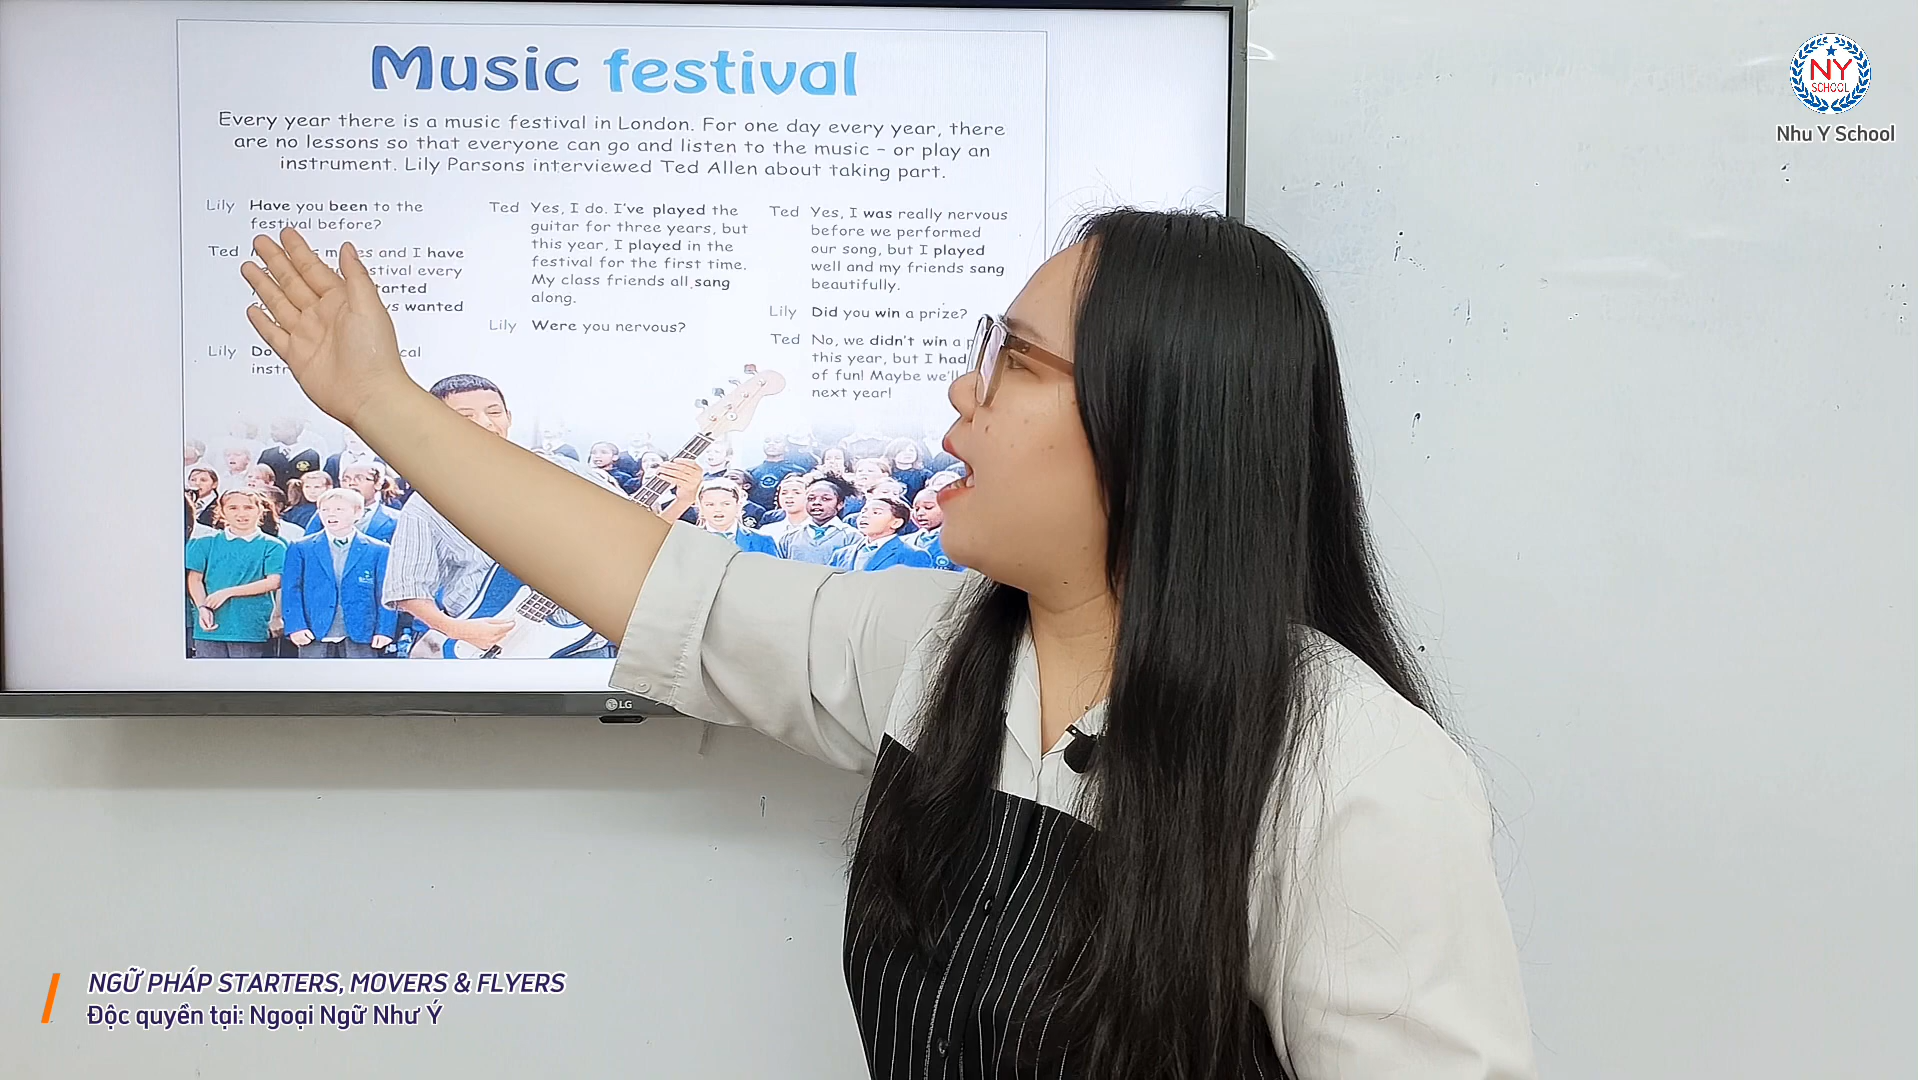 Music festival
Every year there is a music festival in London. For one day every year, there
are no lessons so that everyone can go and listen to the music – or play an
instrument. Lily Parsons interviewed Ted Allen about taking part.
Lily Have you been to the
festival before?
Ted and I have
festival every
started
wanted
Lily Do
Ted Yes, I do. I've played the
guitar for three years, but
this year, I played in the
festival for the first time.
My class friends all sang
along.
Lily Were you nervous?
Ted Yes, I was really nervous
before we performed
our song, but I played
well and my friends sang
beautifully.
Lily Did you win a prize?
Ted No, we didn't win a
this year, but I had
of fun! Maybe we'll
next year!
LG
NY
SCHOOL
Nhu Y School
NGỮ PHÁP STARTERS, MOVERS & FLYERS
Độc quyền tại: Ngoại Ngữ Như Ý